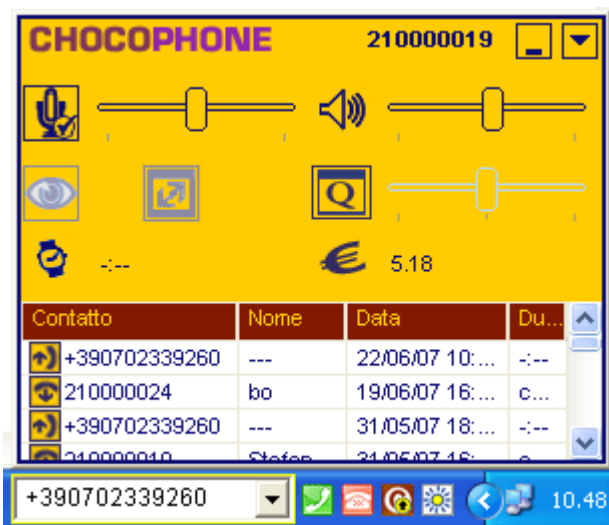 CHOCOPHONE 210000019
Q
-:-- € 5.18
Contatto Nome Data Du...
+390702339260 --- 22/06/07 10:... -:--
210000024 bo 19/06/07 16:... c...
+390702339260 --- 31/05/07 18:... -:--
+390702339260 10.48